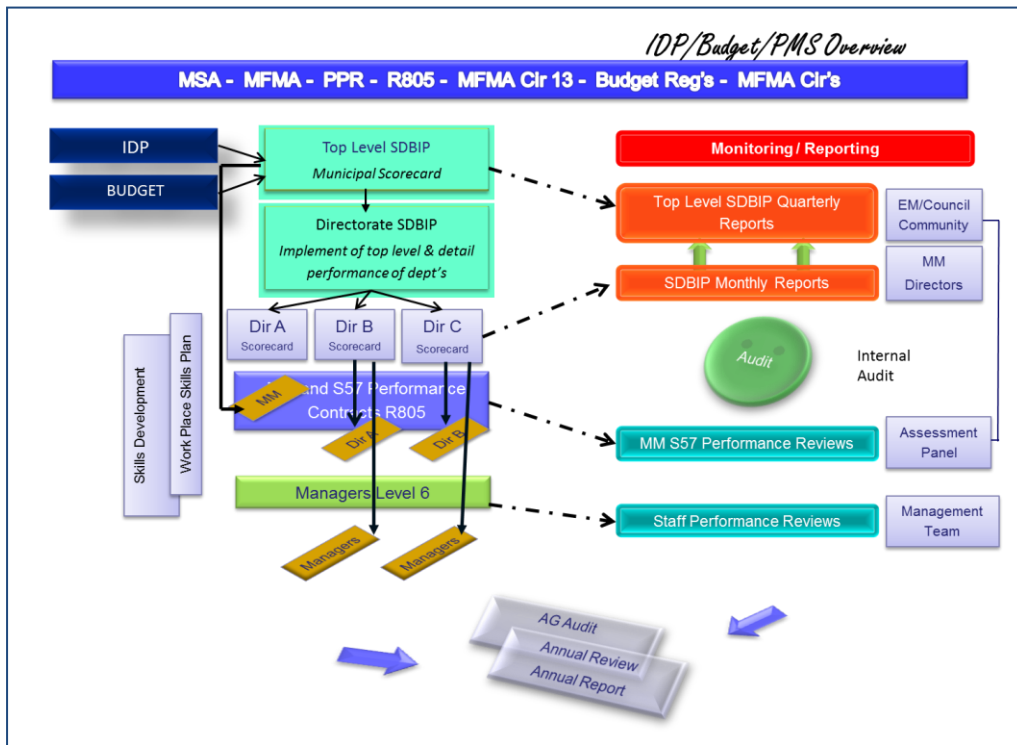 IDP/Budget/PMS Overview
MSA - MFMA - PPR - R805 - MFMA Cir 13 - Budget Reg's - MFMA Cir's
IDP
BUDGET
Top Level SDBIP
Municipal Scorecard
Directorate SDBIP
Implement of top level & detail
performance of dept's
Dir A
Scorecard
Dir B
Scorecard
Dir C
Scorecard
Skills Development
Work Place Skills Plan
and S57 Performance
Contracts R805
MM
Dir A
Dir B
Managers Level 6
Managers
Managers
Monitoring / Reporting
Top Level SDBIP Quarterly
Reports
EM/Council
Community
SDBIP Monthly Reports
MM
Directors
Audit
Internal
Audit
MM S57 Performance Reviews
Assessment
Panel
Staff Performance Reviews
Management
Team
AG Audit
Annual Review
Annual Report